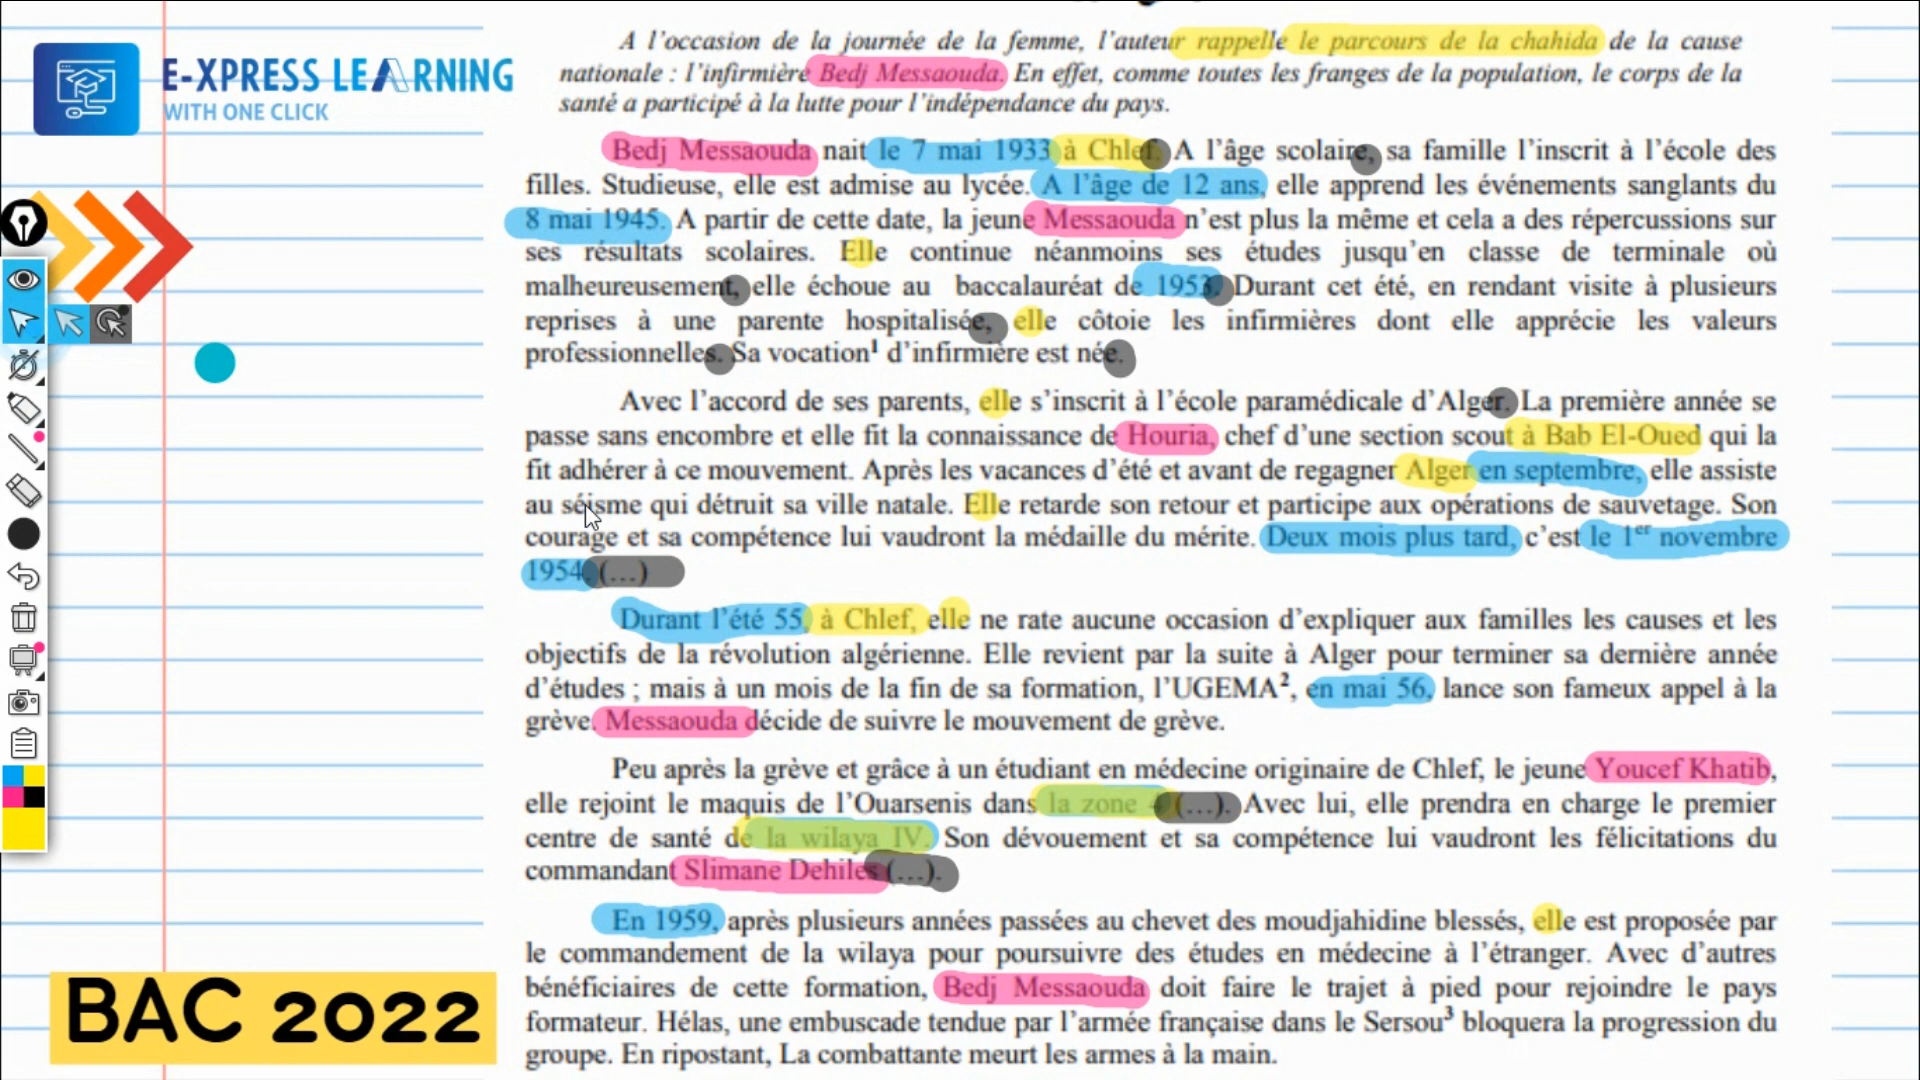 A l’occasion de la journée de la femme, l’auteur rappelle le parcours de la chahida de la cause
nationale : l’infirmière Bedj Messaouda. En effet, comme toutes les franges de la population, le corps de la
santé a participé à la lutte pour l’indépendance du pays.
E-XPRESS LEARNING
WITH ONE CLICK
Bedj Messaouda nait le 7 mai 1933 à Chlef. A l’âge scolaire, sa famille l’inscrit à l’école des
filles. Studieuse, elle est admise au lycée. A l’âge de 12 ans, elle apprend les événements sanglants du
8 mai 1945. A partir de cette date, la jeune Messaouda n’est plus la même et cela a des répercussions sur
ses résultats scolaires. Elle continue néanmoins ses études jusqu’en classe de terminale où
malheureusement, elle échoue au baccalauréat de 1953. Durant cet été, en rendant visite à plusieurs
reprises à une parente hospitalisée, elle côtoie les infirmières dont elle apprécie les valeurs
professionnelles. Sa vocation¹ d’infirmière est née.
Avec l’accord de ses parents, elle s’inscrit à l’école paramédicale d’Alger. La première année se
passe sans encombre et elle fit la connaissance de Houria, chef d’une section scout à Bab El-Oued qui la
fit adhérer à ce mouvement. Après les vacances d’été et avant de regagner Alger en septembre, elle assiste
au séisme qui détruit sa ville natale. Elle retarde son retour et participe aux opérations de sauvetage. Son
courage et sa compétence lui vaudront la médaille du mérite. Deux mois plus tard, c’est le 1er novembre
1954. (…)
Durant l’été 55, à Chlef, elle ne rate aucune occasion d’expliquer aux familles les causes et les
objectifs de la révolution algérienne. Elle revient par la suite à Alger pour terminer sa dernière année
d’études ; mais à un mois de la fin de sa formation, l’UGEMA², en mai 56, lance son fameux appel à la
grève. Messaouda décide de suivre le mouvement de grève.
Peu après la grève et grâce à un étudiant en médecine originaire de Chlef, le jeune Youcef Khatib,
elle rejoint le maquis de l’Ouarsenis dans la zone 4 (…). Avec lui, elle prendra en charge le premier
centre de santé de la wilaya IV. Son dévouement et sa compétence lui vaudront les félicitations du
commandant Slimane Dehiles (…).
En 1959, après plusieurs années passées au chevet des moudjahidine blessés, elle est proposée par
le commandement de la wilaya pour poursuivre des études en médecine à l’étranger. Avec d’autres
bénéficiaires de cette formation, Bedj Messaouda doit faire le trajet à pied pour rejoindre le pays
formateur. Hélas, une embuscade tendue par l’armée française dans le Sersou³ bloquera la progression du
groupe. En ripostant, La combattante meurt les armes à la main.
BAC 2022